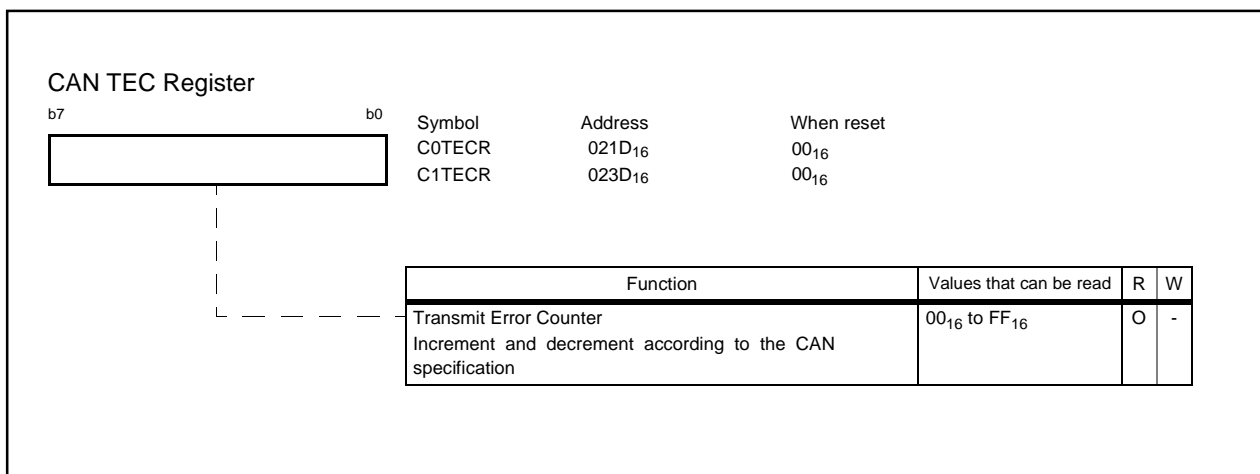 CAN TEC Register
b7 b0
Symbol Address When reset
C0TECR 021D16 0016
C1TECR 023D16 0016
Function Values that can be read R W
Transmit Error Counter 0016 to FF16 O -
Increment and decrement according to the CAN
specification